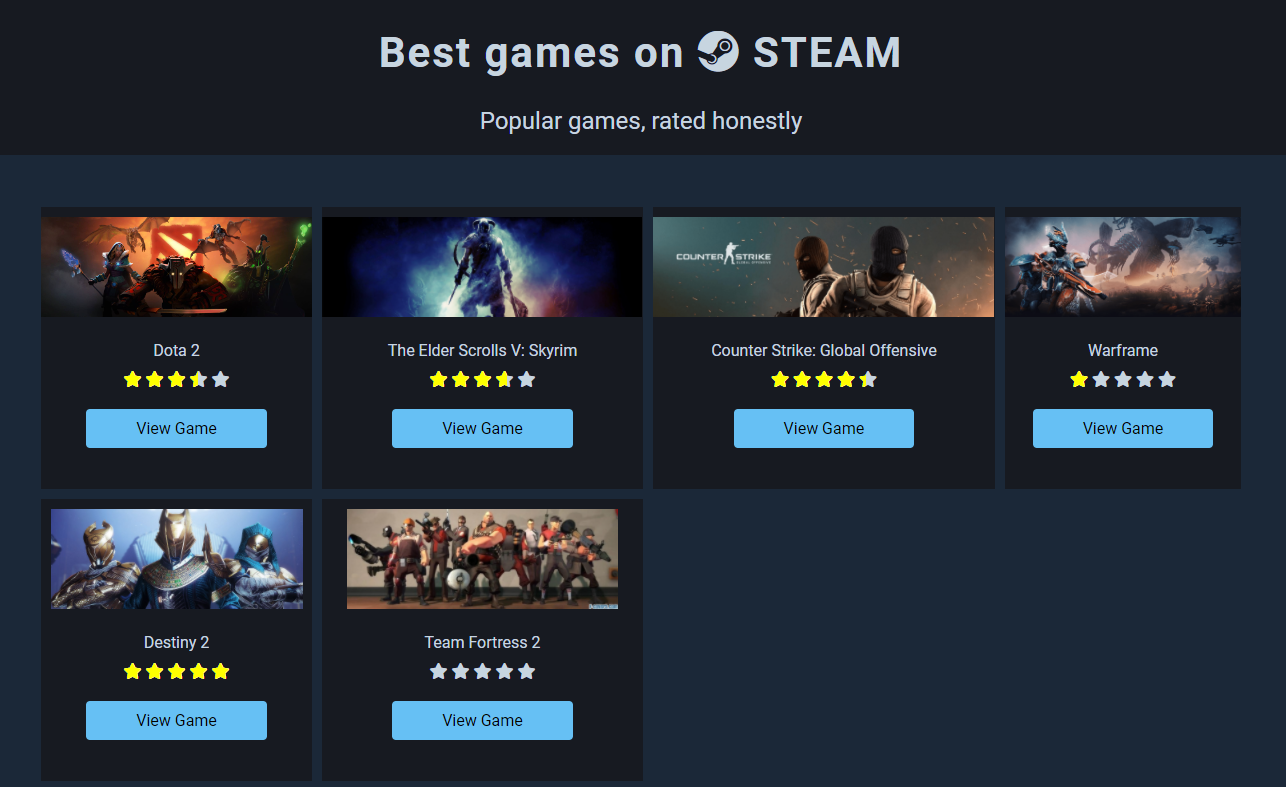 Best games on STEAM
Popular games, rated honestly
COUNTER STRIKE
GLOBAL OFFENSIVE
Dota 2
The Elder Scrolls V: Skyrim
Counter Strike: Global Offensive
Warframe
View Game
View Game
View Game
View Game
Destiny 2
Team Fortress 2
View Game
View Game